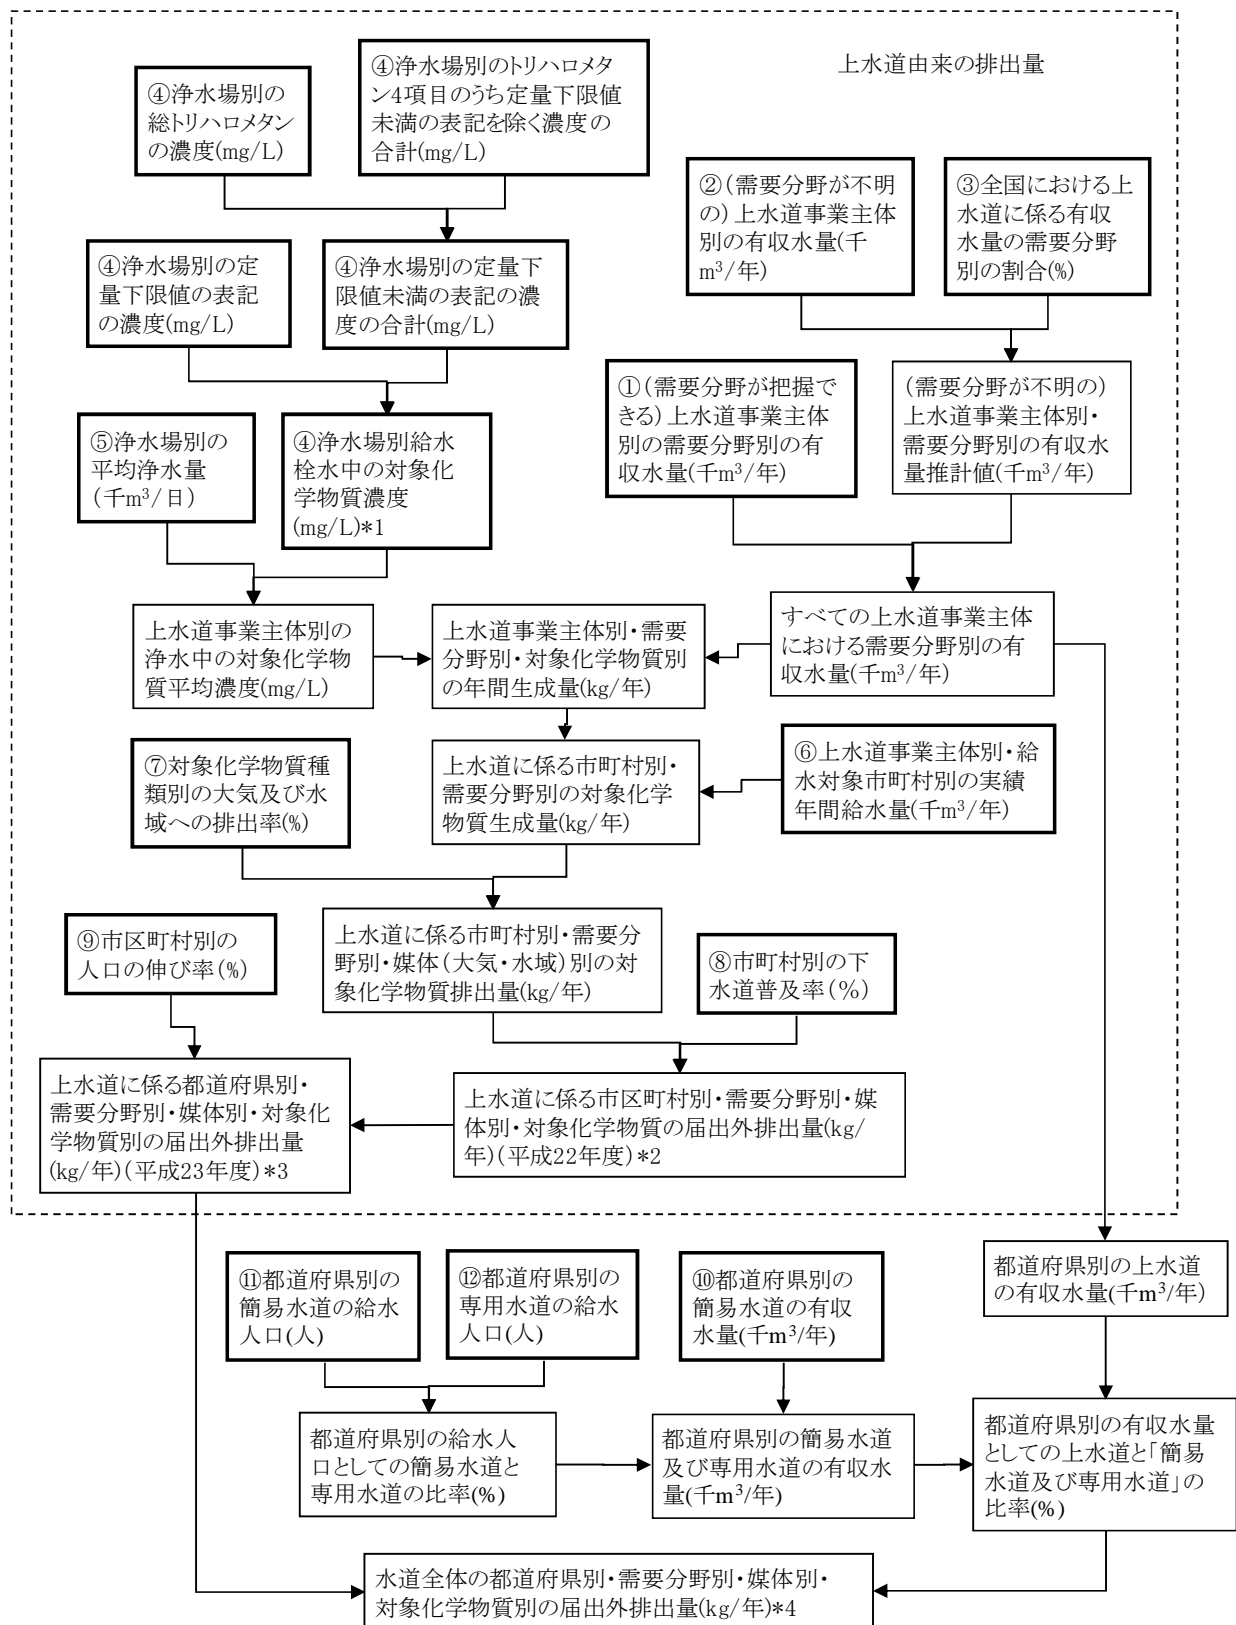 上水道由来の排出量
④浄水場別の
総トリハロメタン
の濃度(mg/L)
④浄水場別のトリハロメタ
ン4項目のうち定量下限値
未満の表記を除く濃度の
合計(mg/L)
②(需要分野が不明
の)上水道事業主体
別の有収水量(千
m³/年)
③全国における上
水道に係る有収
水量の需要分野
別の割合(%)
④浄水場別の定
量下限値の表記
の濃度(mg/L)
④浄水場別の定量下
限値未満の表記の濃
度の合計(mg/L)
①(需要分野が把握で
きる)上水道事業主体
別の需要分野別の有
収水量(千m³/年)
(需要分野が不明の)
上水道事業主体別・
需要分野別の有収水
量推計値(千m³/年)
⑤浄水場別の
平均浄水量
(千m³/日)
④浄水場別給水
栓水中の対象化
学物質濃度
(mg/L)*1
上水道事業主体別の
浄水中の対象化学物
質平均濃度(mg/L)
上水道事業主体別・需要
分野別・対象化学物質別
の年間生成量(kg/年)
すべての上水道事業主体
における需要分野別の有
収水量(千m³/年)
⑦対象化学物質種
類別の大気及び水
域への排出率(%)
上水道に係る市町村別・
需要分野別の対象化学
物質生成量(kg/年)
⑥上水道事業主体別・給
水対象市町村別の実績
年間給水量(千m³/年)
⑨市区町村別の
人口の伸び率(%)
上水道に係る市町村別・需要分
野別・媒体(大気・水域)別の対
象化学物質排出量(kg/年)
⑧市町村別の下
水道普及率(%)
上水道に係る都道府県別・
需要分野別・媒体別・対象化
学物質別の届出外排出量
(kg/年)(平成23年度)*3
上水道に係る市区町村別・需要分野別・媒
体別・対象化学物質の届出外排出量(kg/
年)(平成22年度)*2
⑪都道府県別の
簡易水道の給水
人口(人)
⑫都道府県別の
専用水道の給水
人口(人)
⑩都道府県別の
簡易水道の有収
水量(千m³/年)
都道府県別の上水道
の有収水量(千m³/年)
都道府県別の給水人
口としての簡易水道と
専用水道の比率(%)
都道府県別の簡易水道
及び専用水道の有収水
量(千m³/年)
都道府県別の有収水量
としての上水道と「簡易
水道及び専用水道」の
比率(%)
水道全体の都道府県別・需要分野別・媒体別・
対象化学物質別の届出外排出量(kg/年)*4